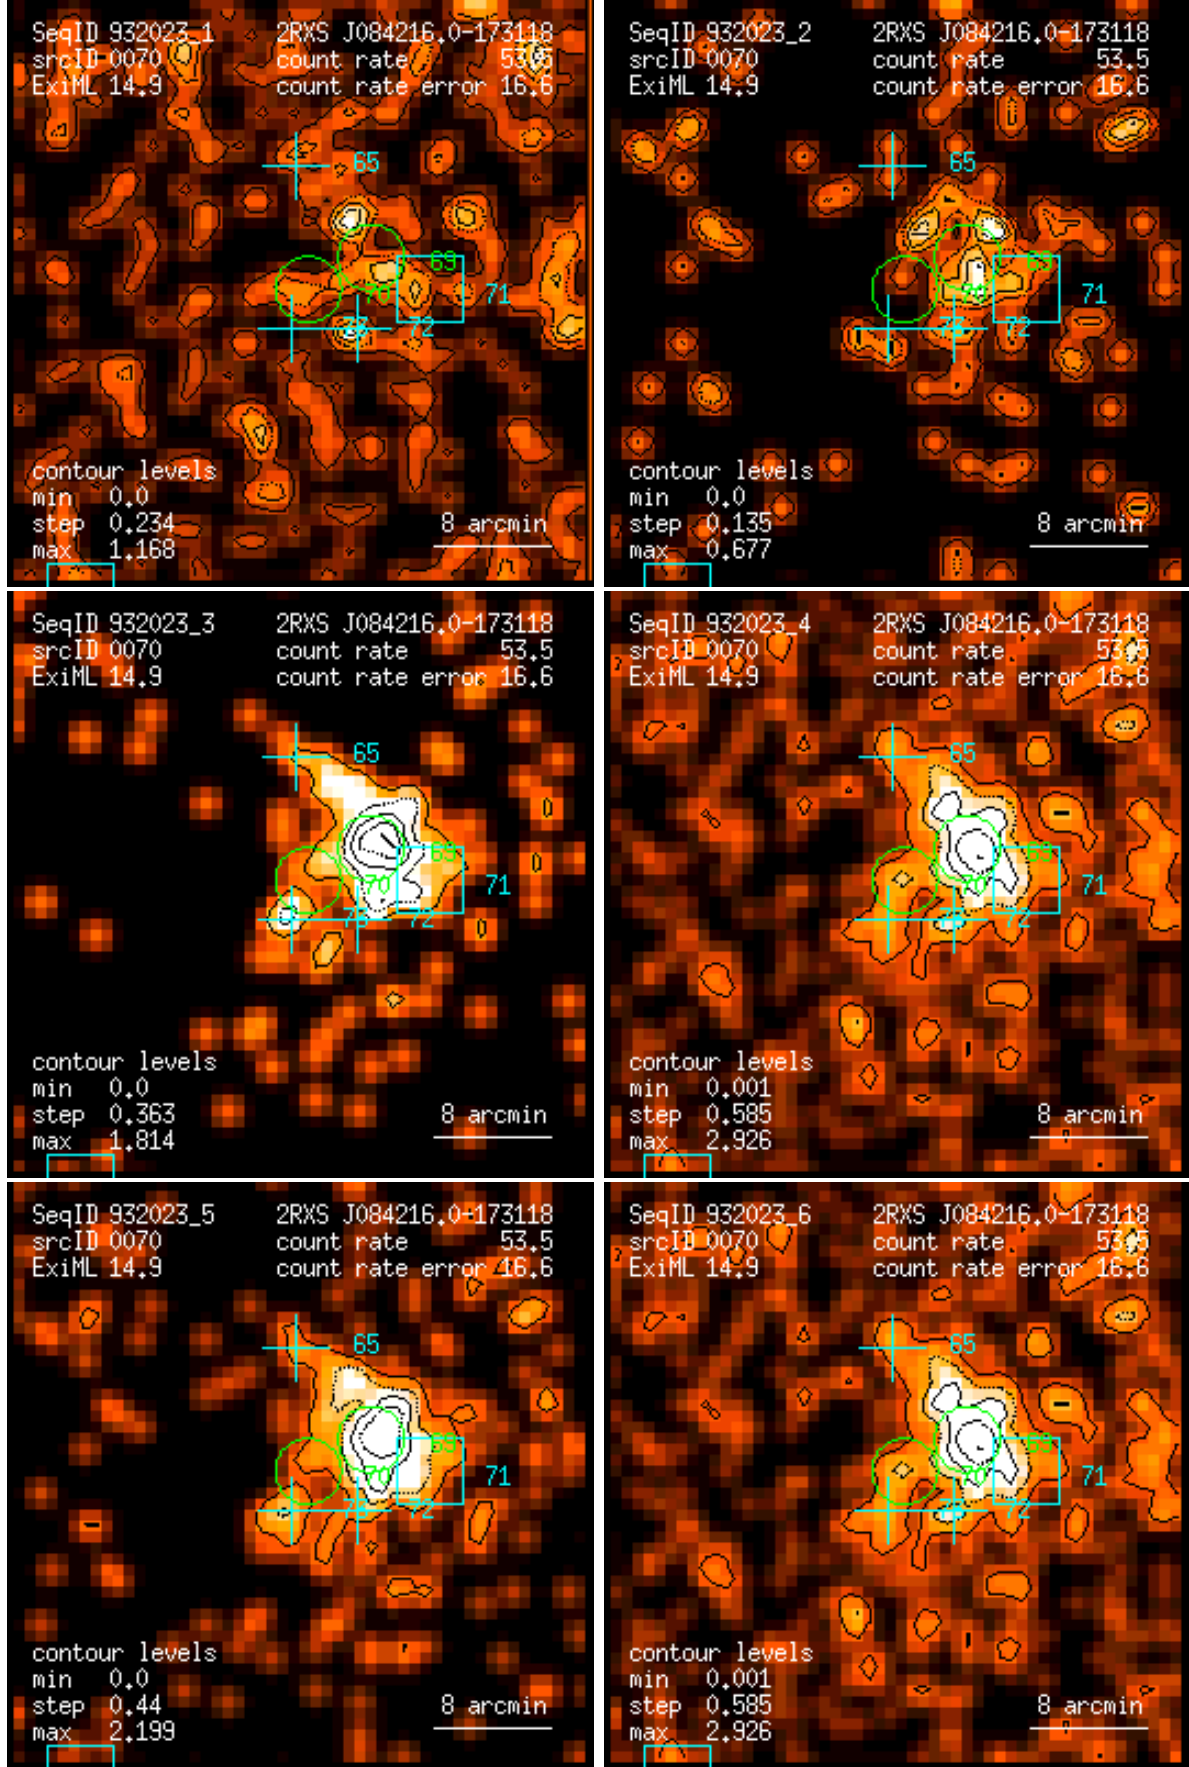 SeqID 932023_1 2RXS J084216.0-173118
srcID 0070 count rate 53.5
ExiML 14.9 count rate error 16.6
65
69
70 71
72
contour levels
min 0.0
step 0.234 8 arcmin
max 1.168
SeqID 932023_2 2RXS J084216.0-173118
srcID 0070 count rate 53.5
ExiML 14.9 count rate error 16.6
65
69
70 71
72
contour levels
min 0.0
step 0.135 8 arcmin
max 0.677
SeqID 932023_3 2RXS J084216.0-173118
srcID 0070 count rate 53.5
ExiML 14.9 count rate error 16.6
65
69
70 71
72
contour levels
min 0.0
step 0.363 8 arcmin
max 1.814
SeqID 932023_4 2RXS J084216.0-173118
srcID 0070 count rate 53.5
ExiML 14.9 count rate error 16.6
65
69
70 71
72
contour levels
min 0.001
step 0.585 8 arcmin
max 2.926
SeqID 932023_5 2RXS J084216.0-173118
srcID 0070 count rate 53.5
ExiML 14.9 count rate error 16.6
65
69
70 71
72
contour levels
min 0.0
step 0.44 8 arcmin
max 2.199
SeqID 932023_6 2RXS J084216.0-173118
srcID 0070 count rate 53.5
ExiML 14.9 count rate error 16.6
65
69
70 71
72
contour levels
min 0.001
step 0.585 8 arcmin
max 2.926